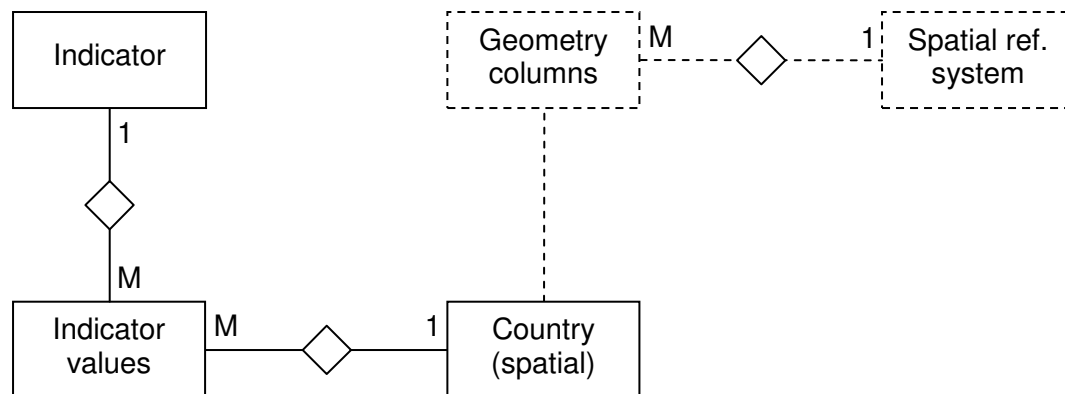 Indicator
Geometry
columns
M
1
Spatial ref.
system
1
M
Indicator
values
M
1
Country
(spatial)